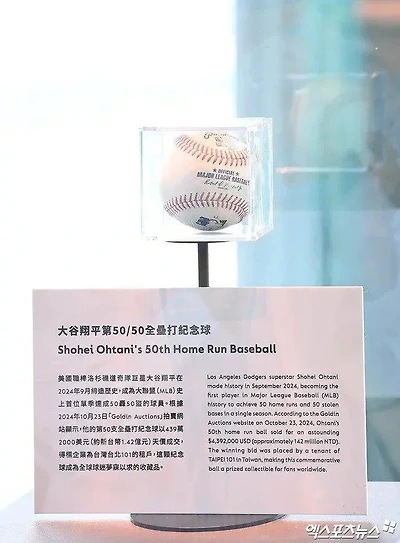 OFFICIAL
MAJOR LEAGUE BASEBALL
大谷翔平第50/50全壘打紀念球
Shohei Ohtani's 50th Home Run Baseball
美國職棒洛杉磯道奇隊巨星大谷翔平在
2024年9月締造歷史,成為大聯盟(MLB)史
上首位單季達成50轟50盜的球員。根據
2024年10月23日「Goldin Auctions」拍賣網
站顯示,他的第50支全壘打紀念球以439萬
2000美元(約新台幣1.42億元)天價成交,
得標企業為台灣台北101的租戶,這顆紀念
球成為全球球迷夢寐以求的收藏品。
Los Angeles Dodgers superstar Shohei Ohtani
made history in September 2024, becoming the
first player in Major League Baseball (MLB)
history to achieve 50 home runs and 50 stolen
bases in a single season. According to the Goldin
Auctions website on October 23, 2024, Ohtani's
50th home run ball sold for an astounding
$4,392,000 USD (approximately 142 million NTD).
The winning bid was placed by a tenant of
TAIPEI 101 in Taiwan, making this commemorative
ball a prized collectible for fans worldwide.
엑스포츠뉴스